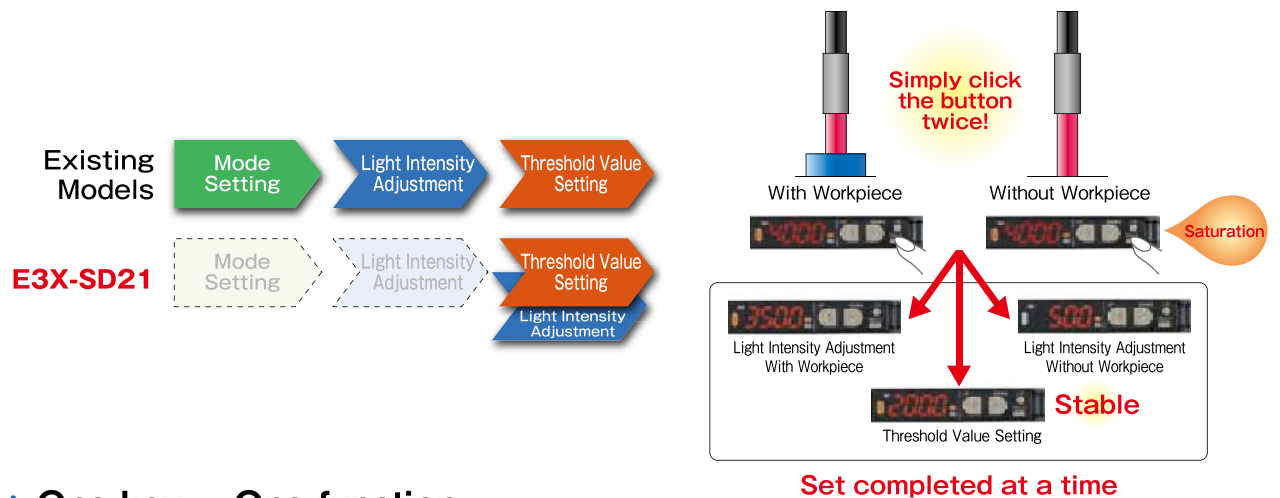 Existing
Models
Mode
Setting
Light Intensity
Adjustment
Threshold Value
Setting
E3X-SD21
Mode
Setting
Light Intensity
Adjustment
Threshold Value
Setting
Light Intensity
Adjustment
Simply click
the button
twice!
With Workpiece
Without Workpiece
4000
4000
Saturation
3500
500
Light Intensity Adjustment
With Workpiece
Light Intensity Adjustment
Without Workpiece
2000
Stable
Threshold Value Setting
Set completed at a time